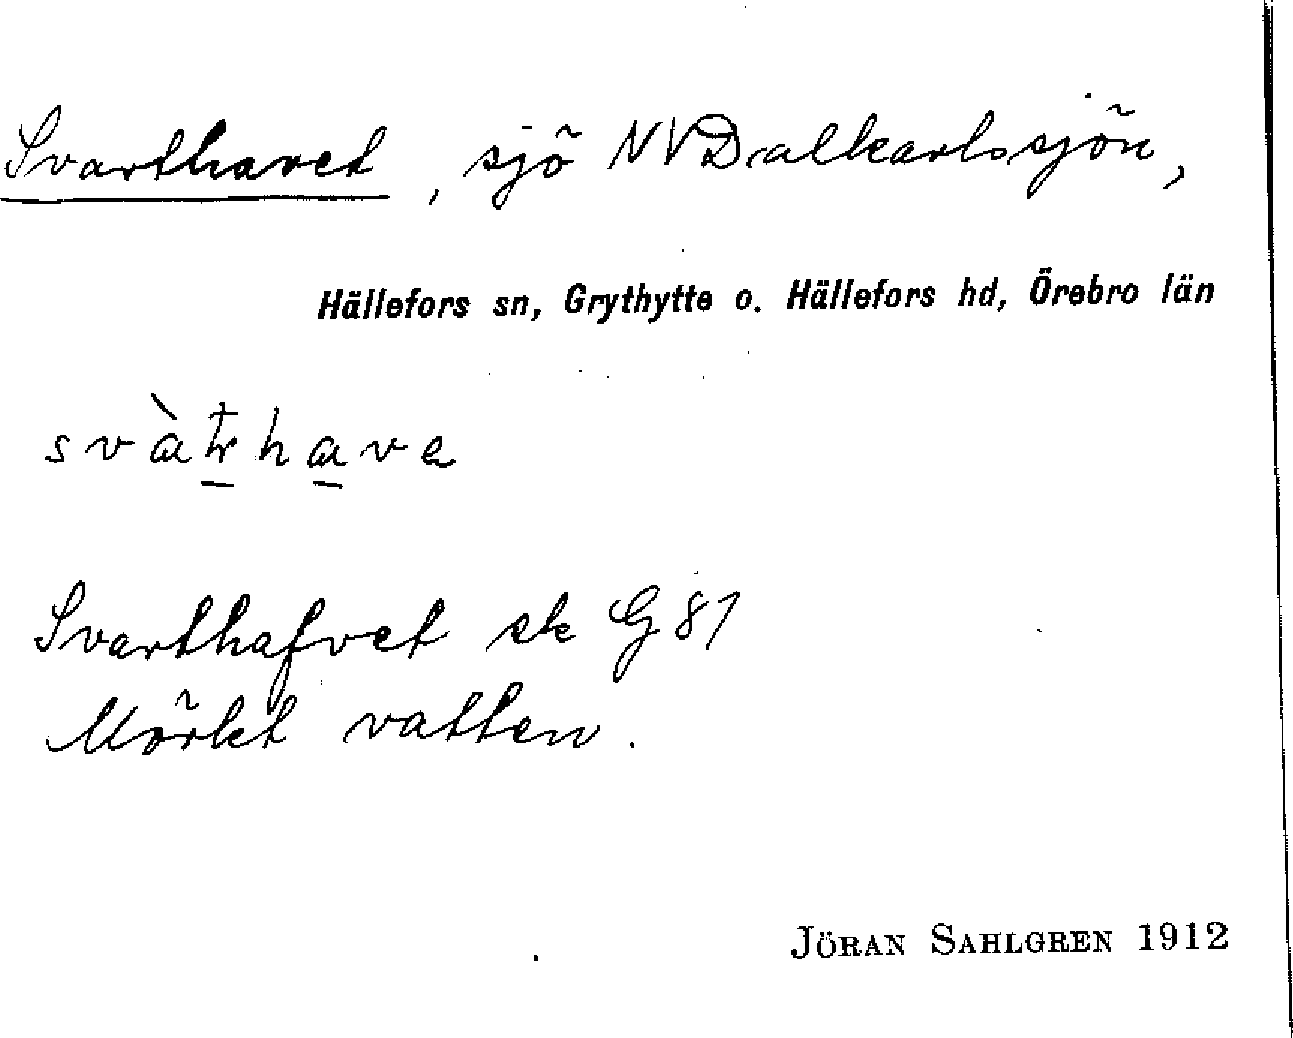 Svarthavet, sjö NV Dalkarlssjön,
Hällefors sn, Grythytte o. Hällefors hd, Örebro län
svàthave
Svarthafvet sk G 81
Mörkt vatten.
JÖRAN SAHLGREN 1912